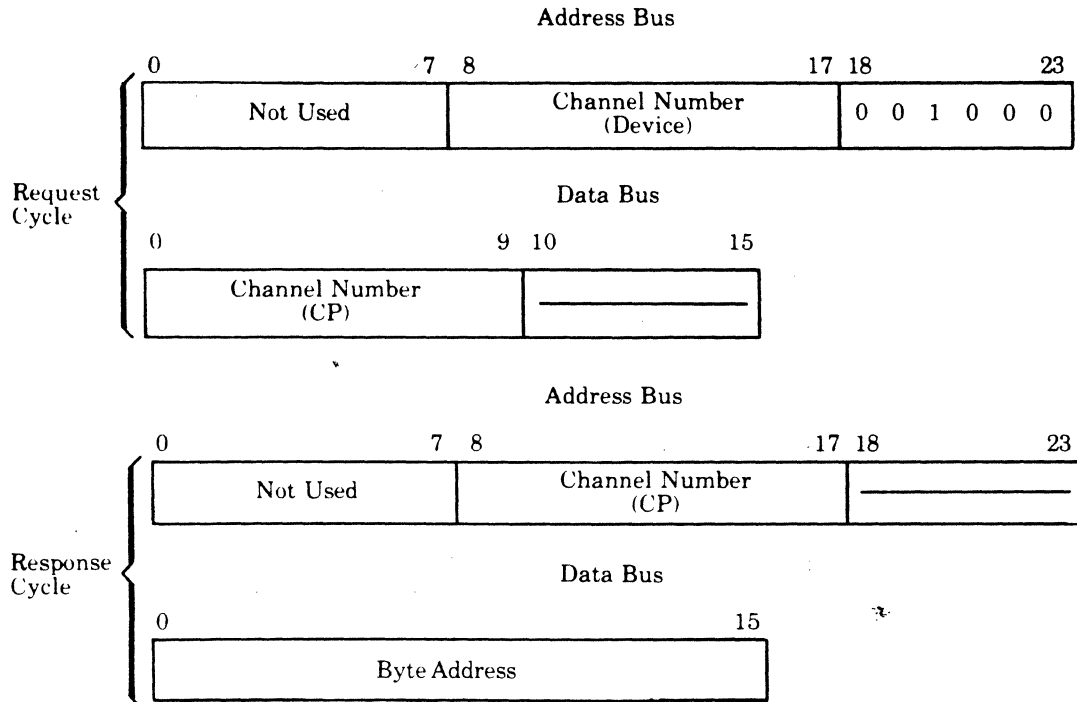 Address Bus
0 7 8 17 18 23
Not Used Channel Number (Device) 0 0 1 0 0 0
Request Cycle
Data Bus
0 9 10 15
Channel Number (CP)
Address Bus
0 7 8 17 18 23
Not Used Channel Number (CP)
Response Cycle
Data Bus
0 15
Byte Address